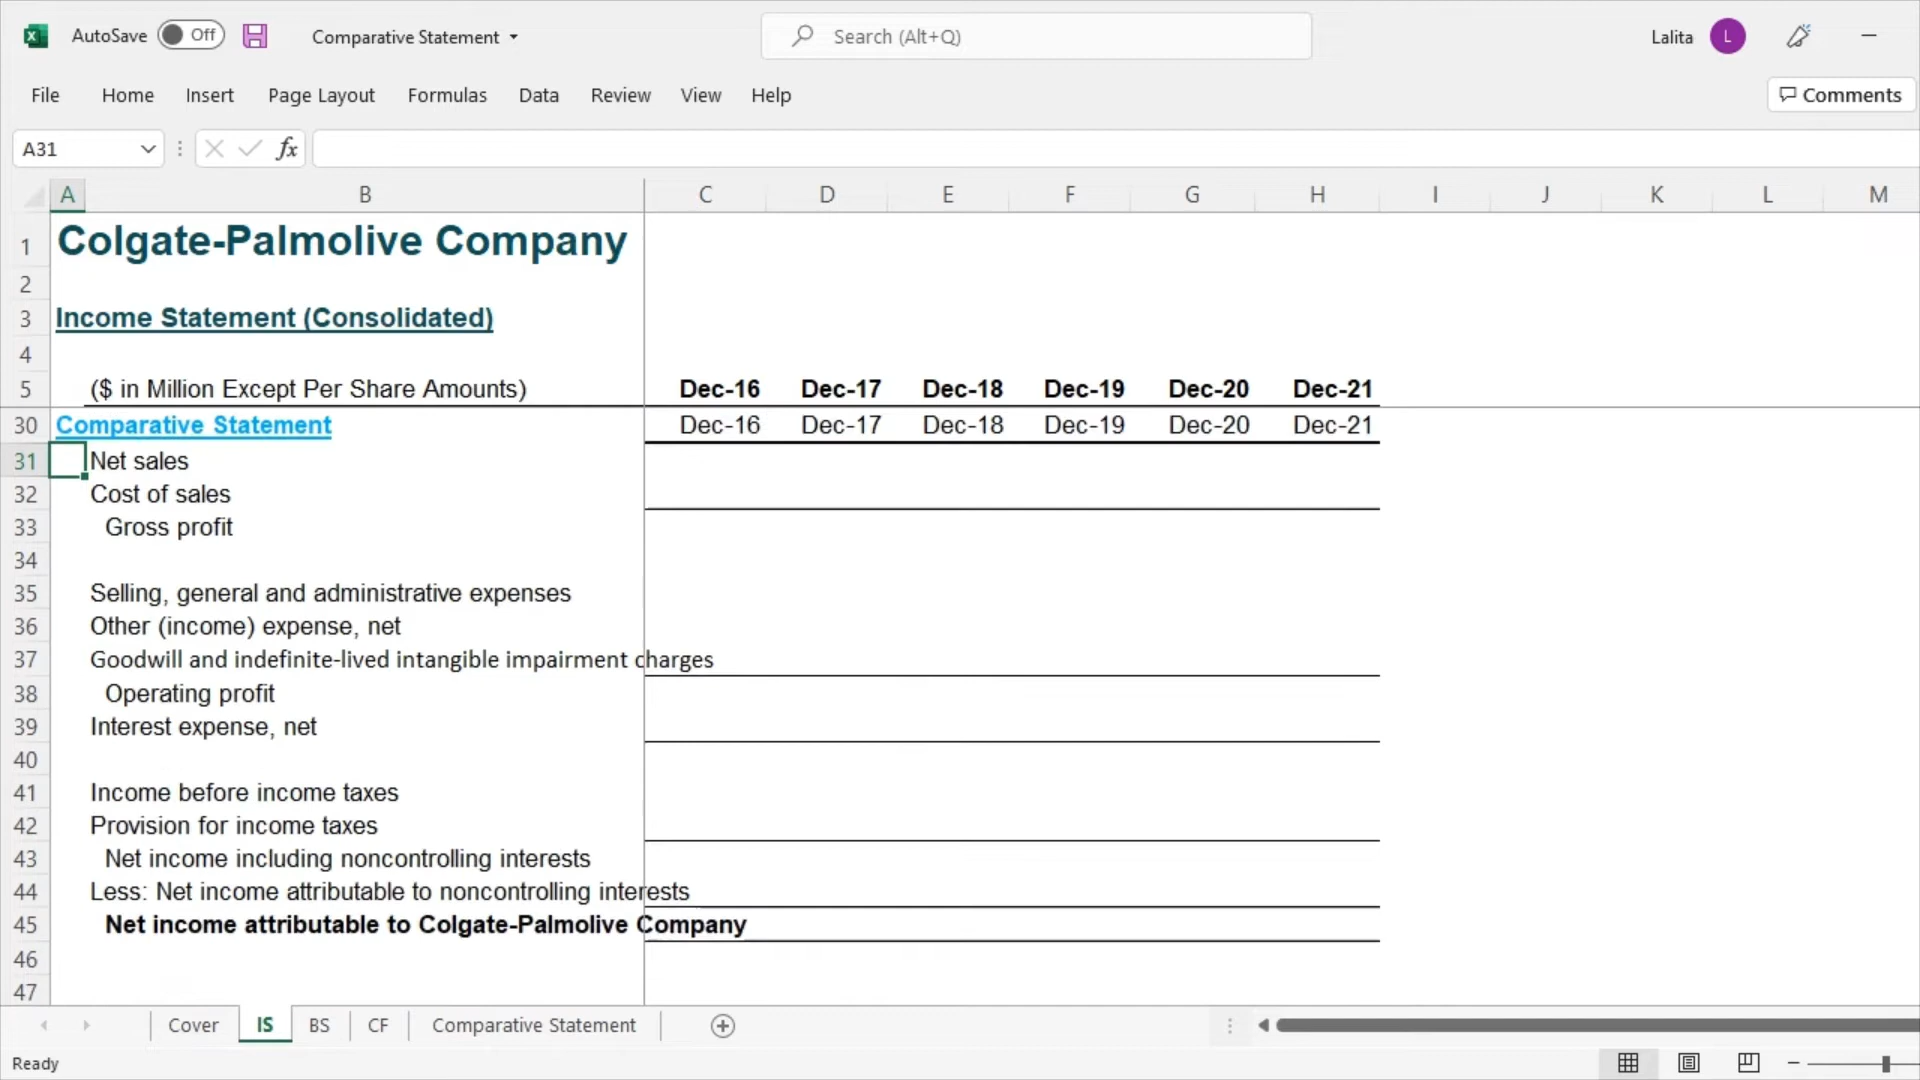 AutoSave Off Comparative Statement Search (Alt+Q) Lalita L
File Home Insert Page Layout Formulas Data Review View Help Comments
A31 fx
A B C D E F G H I J K L M
1 Colgate-Palmolive Company
2
3 Income Statement (Consolidated)
4
5 ($ in Million Except Per Share Amounts) Dec-16 Dec-17 Dec-18 Dec-19 Dec-20 Dec-21
30 Comparative Statement Dec-16 Dec-17 Dec-18 Dec-19 Dec-20 Dec-21
31 Net sales
32 Cost of sales
33 Gross profit
34
35 Selling, general and administrative expenses
36 Other (income) expense, net
37 Goodwill and indefinite-lived intangible impairment charges
38 Operating profit
39 Interest expense, net
40
41 Income before income taxes
42 Provision for income taxes
43 Net income including noncontrolling interests
44 Less: Net income attributable to noncontrolling interests
45 Net income attributable to Colgate-Palmolive Company
46
47
Cover IS BS CF Comparative Statement
Ready